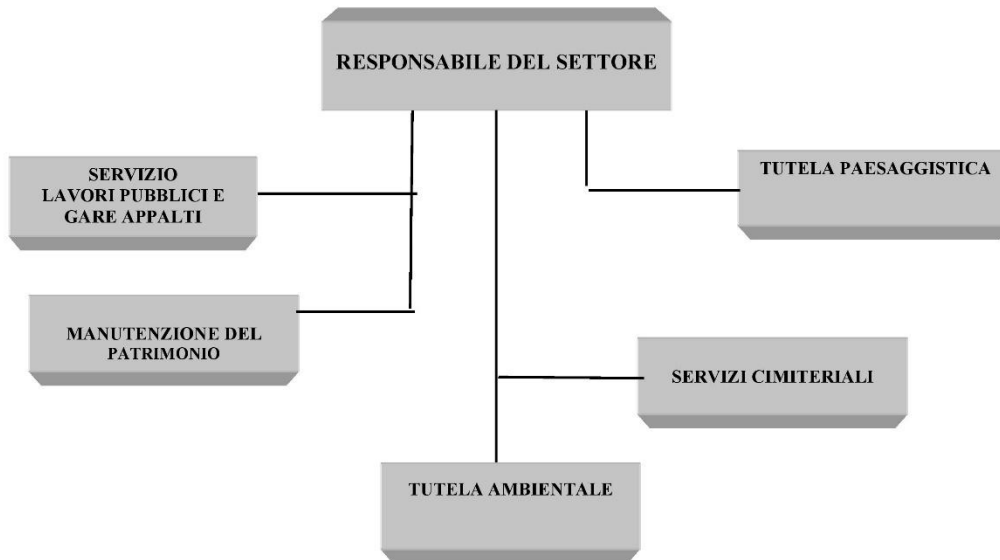 RESPONSABILE DEL SETTORE
SERVIZIO
LAVORI PUBBLICI E
GARE APPALTI
TUTELA PAESAGGISTICA
MANUTENZIONE DEL
PATRIMONIO
SERVIZI CIMITERIALI
TUTELA AMBIENTALE